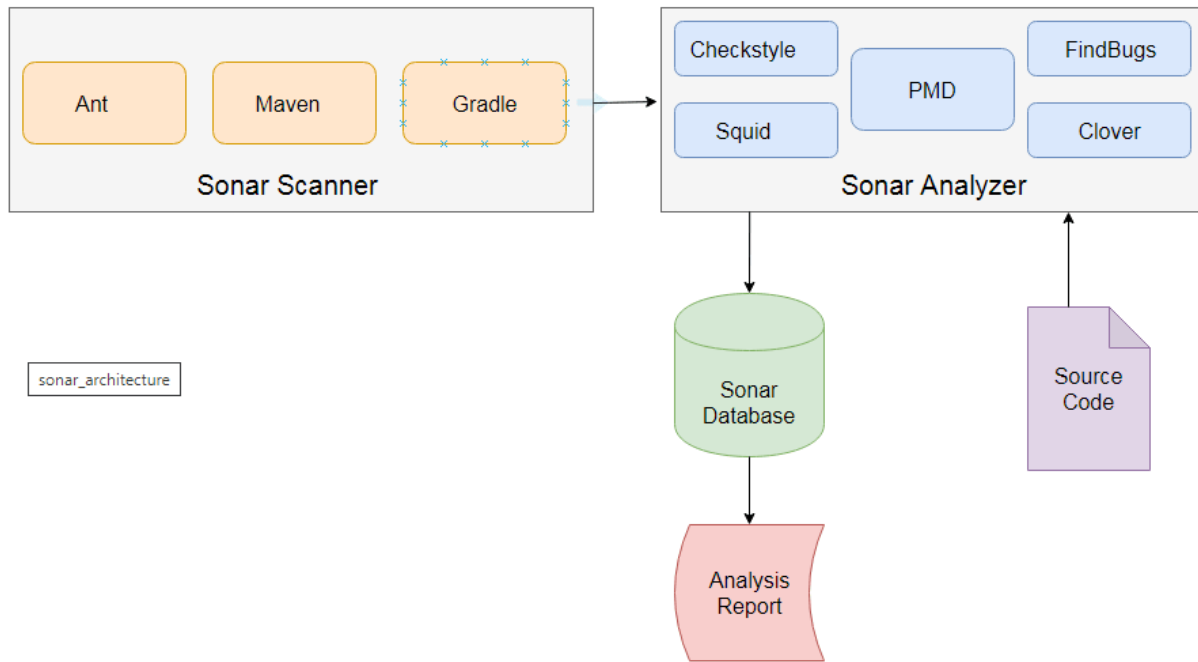 Ant
Maven
Gradle
Sonar Scanner
Checkstyle
PMD
FindBugs
Squid
Clover
Sonar Analyzer
sonar_architecture
Sonar
Database
Source
Code
Analysis
Report